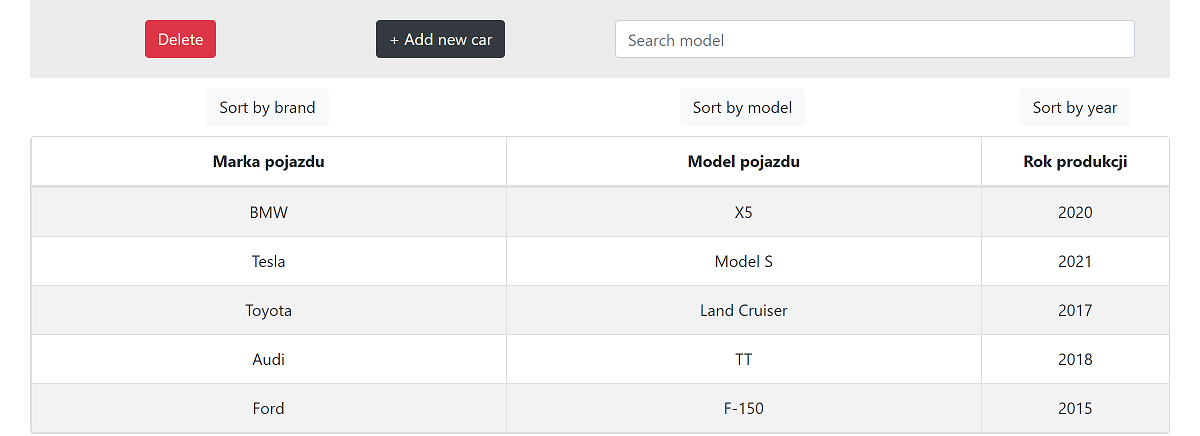 Delete + Add new car Search model
Sort by brand Sort by model Sort by year
Marka pojazdu Model pojazdu Rok produkcji
BMW X5 2020
Tesla Model S 2021
Toyota Land Cruiser 2017
Audi TT 2018
Ford F-150 2015